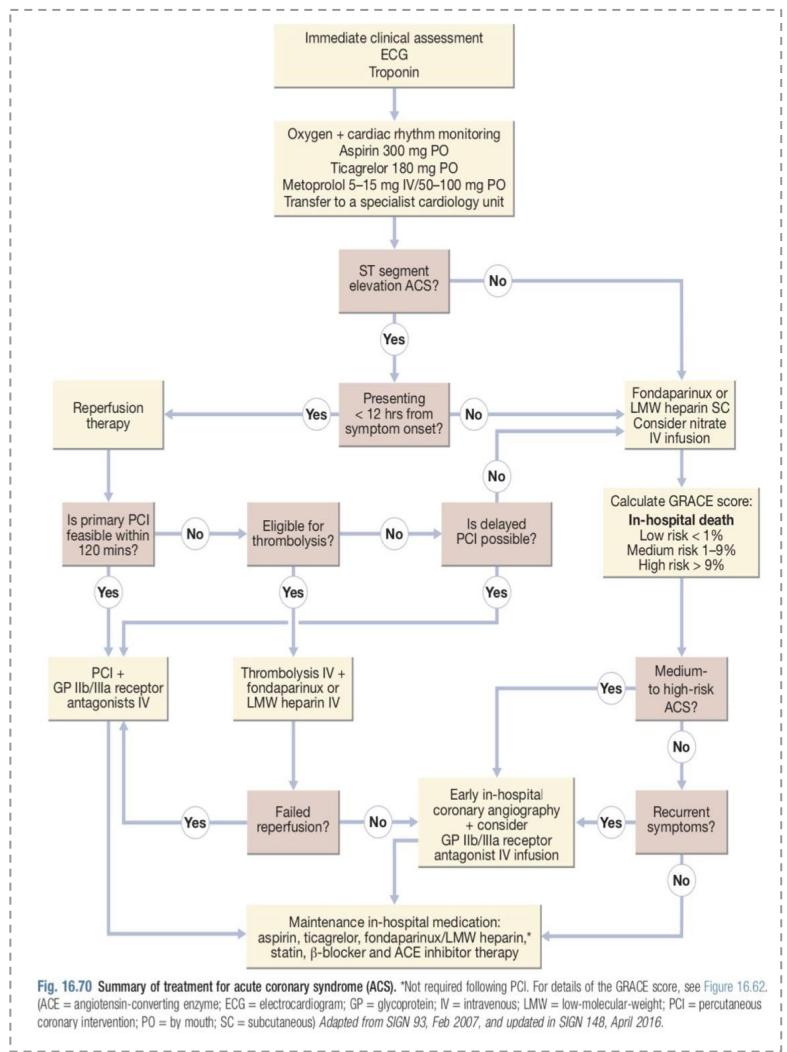 Immediate clinical assessment
ECG
Troponin
Oxygen + cardiac rhythm monitoring
Aspirin 300 mg PO
Ticagrelor 180 mg PO
Metoprolol 5–15 mg IV/50–100 mg PO
Transfer to a specialist cardiology unit
ST segment
elevation ACS?
No
Yes
Reperfusion
therapy
Yes
Presenting
< 12 hrs from
symptom onset?
No
Fondaparinux or
LMW heparin SC
Consider nitrate
IV infusion
No
Is primary PCI
feasible within
120 mins?
No
Eligible for
thrombolysis?
No
Is delayed
PCI possible?
Calculate GRACE score:
In-hospital death
Low risk < 1%
Medium risk 1–9%
High risk > 9%
Yes
Yes
Yes
PCI +
GP IIb/IIIa receptor
antagonists IV
Thrombolysis IV +
fondaparinux or
LMW heparin IV
Yes
Medium-
to high-risk
ACS?
No
Yes
Failed
reperfusion?
No
Early in-hospital
coronary angiography
+ consider
GP IIb/IIIa receptor
antagonist IV infusion
Yes
Recurrent
symptoms?
No
Maintenance in-hospital medication:
aspirin, ticagrelor, fondaparinux/LMW heparin,*
statin, β-blocker and ACE inhibitor therapy
Fig. 16.70 Summary of treatment for acute coronary syndrome (ACS). *Not required following PCI. For details of the GRACE score, see Figure 16.62.
(ACE = angiotensin-converting enzyme; ECG = electrocardiogram; GP = glycoprotein; IV = intravenous; LMW = low-molecular-weight; PCI = percutaneous
coronary intervention; PO = by mouth; SC = subcutaneous) Adapted from SIGN 93, Feb 2007, and updated in SIGN 148, April 2016.